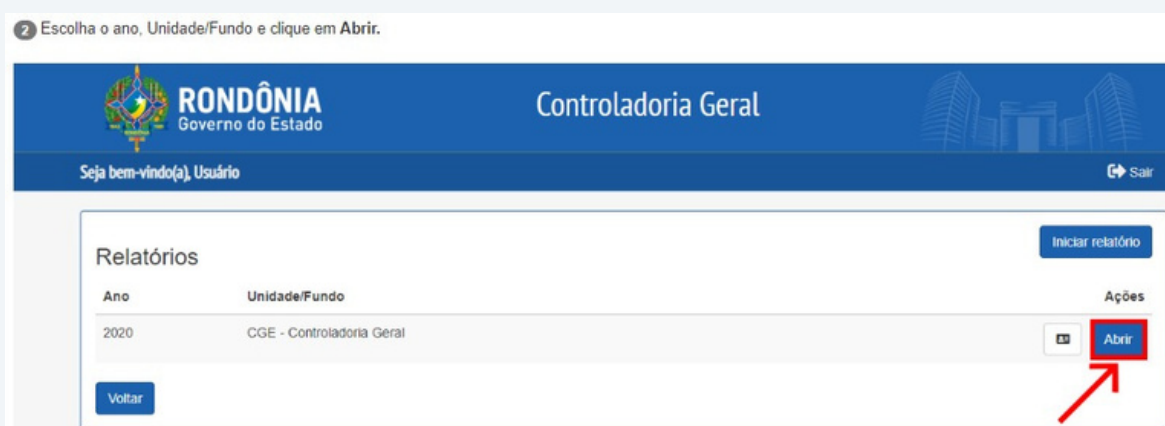 2 Escolha o ano, Unidade/Fundo e clique em Abrir.
RONDÔNIA
Governo do Estado
Controladoria Geral
Seja bem-vindo(a), Usuário
Sair
Iniciar relatório
Relatórios
Ano Unidade/Fundo Ações
2020 CGE - Controladoria Geral Abrir
Voltar